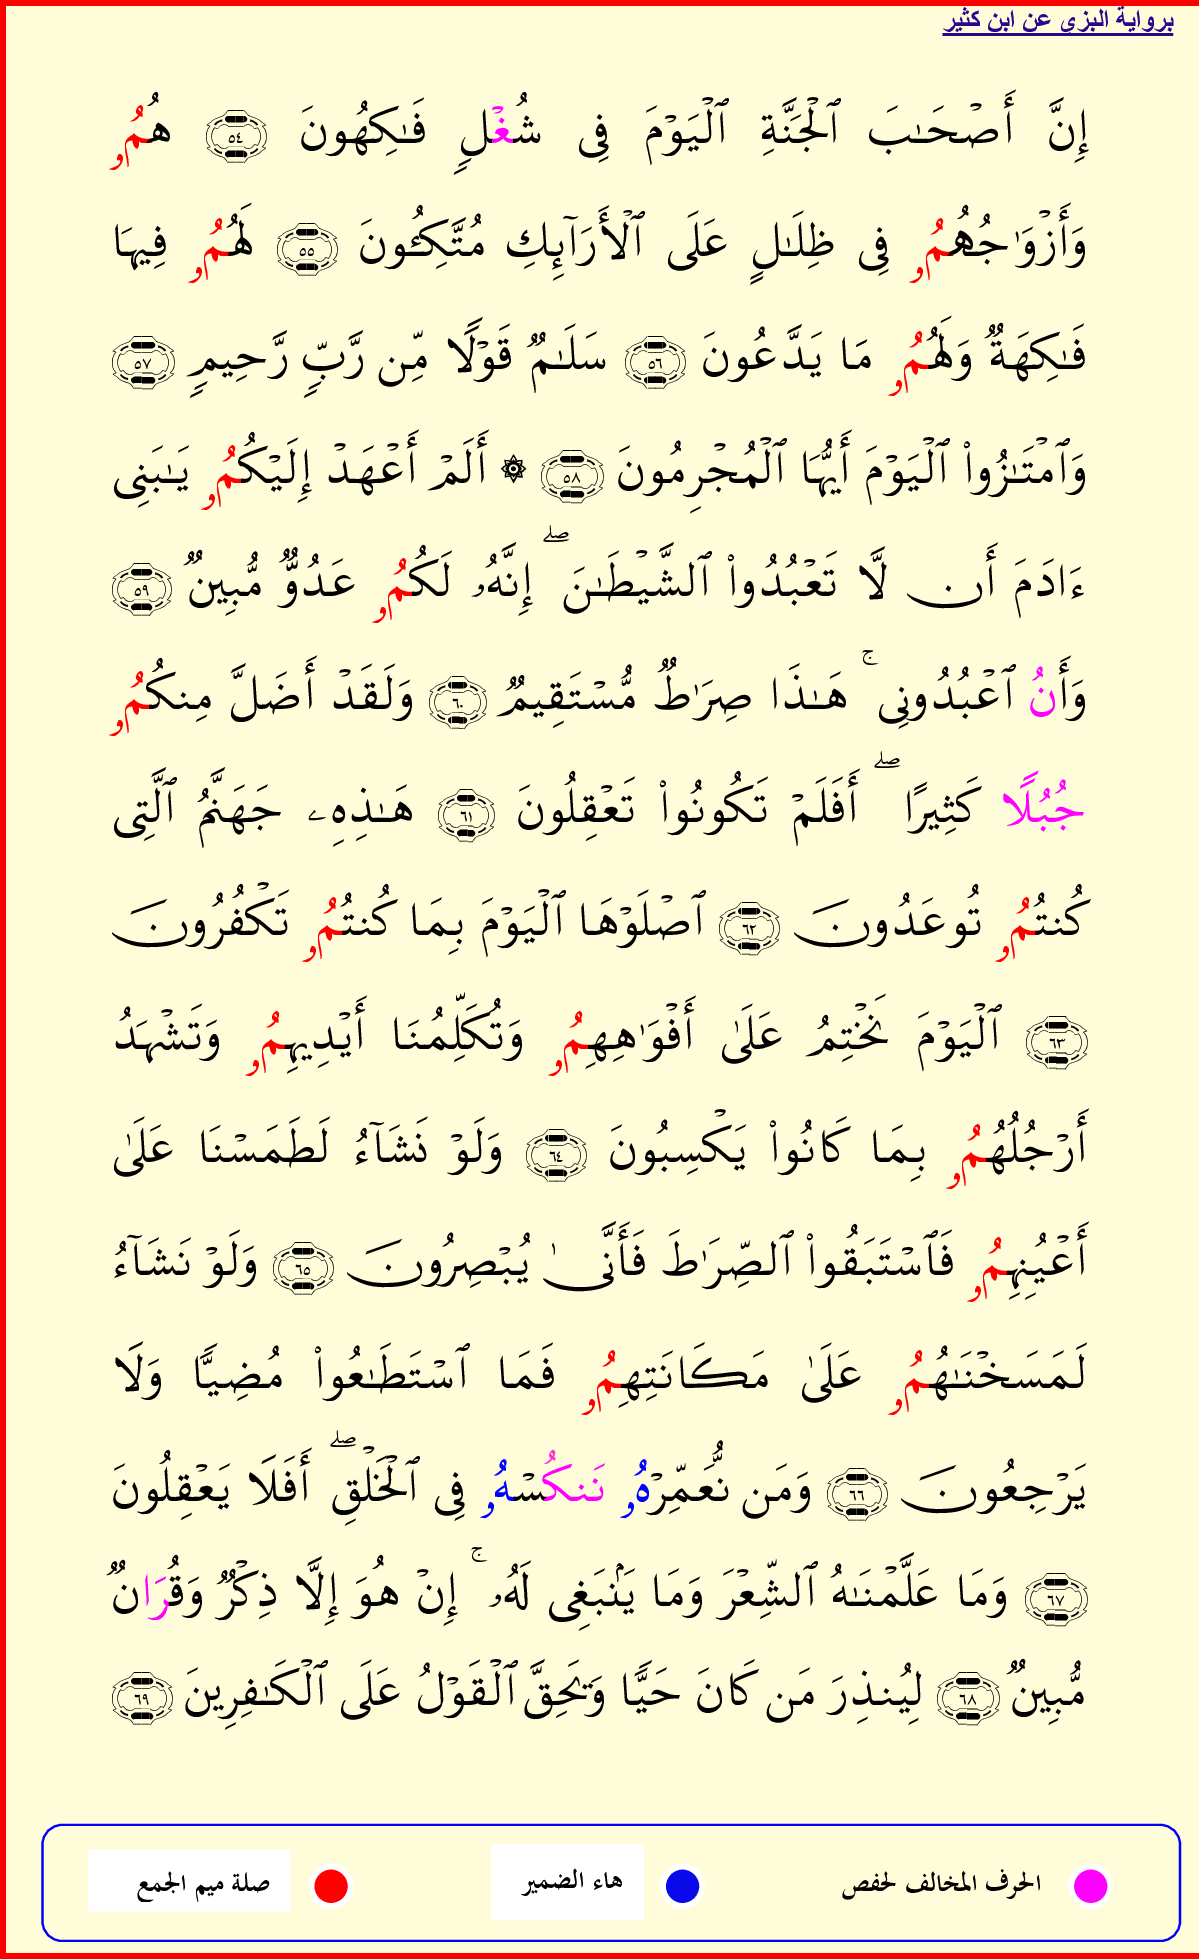 برواية البزى عن ابن كثير
إِنَّ أَصْحَـٰبَ ٱلْجَنَّةِ ٱلْيَوْمَ فِى شُغْلٍ فَـٰكِهُونَ ٥٤ هُمُو
وَأَزْوَٰجُهُمُو فِى ظِلَـٰلٍ عَلَى ٱلْأَرَآئِكِ مُتَّكِـُٔونَ ٥٥ لَهُمُو فِيهَا
فَـٰكِهَةٌ وَلَهُمُو مَا يَدَّعُونَ ٥٦ سَلَـٰمٌ قَوْلًا مِّن رَّبٍّ رَّحِيمٍ ٥٧
وَٱمْتَـٰزُوا۟ ٱلْيَوْمَ أَيُّهَا ٱلْمُجْرِمُونَ ٥٨ ۞ أَلَمْ أَعْهَدْ إِلَيْكُمُو يَـٰبَنِى
ءَادَمَ أَن لَّا تَعْبُدُوا۟ ٱلشَّيْطَـٰنَ ۖ إِنَّهُۥ لَكُمُو عَدُوٌّ مُّبِينٌ ٥٩
وَأَنُ ٱعْبُدُونِى ۚ هَـٰذَا صِرَٰطٌ مُّسْتَقِيمٌ ٦٠ وَلَقَدْ أَضَلَّ مِنكُمُو
جُبُلًا كَثِيرًا ۖ أَفَلَمْ تَكُونُوا۟ تَعْقِلُونَ ٦١ هَـٰذِهِۦ جَهَنَّمُ ٱلَّتِى
كُنتُمُو تُوعَدُونَ ٦٢ ٱصْلَوْهَا ٱلْيَوْمَ بِمَا كُنتُمُو تَكْفُرُونَ
٦٣ ٱلْيَوْمَ نَخْتِمُ عَلَىٰ أَفْوَٰهِهِمُو وَتُكَلِّمُنَا أَيْدِيهِمُو وَتَشْهَدُ
أَرْجُلُهُمُو بِمَا كَانُوا۟ يَكْسِبُونَ ٦٤ وَلَوْ نَشَآءُ لَطَمَسْنَا عَلَىٰ
أَعْيُنِهِمُو فَٱسْتَبَقُوا۟ ٱلصِّرَٰطَ فَأَنَّىٰ يُبْصِرُونَ ٦٥ وَلَوْ نَشَآءُ
لَمَسَخْنَـٰهُمُو عَلَىٰ مَكَانَتِهِمُو فَمَا ٱسْتَطَـٰعُوا۟ مُضِيًّا وَلَا
يَرْجِعُونَ ٦٦ وَمَن نُّعَمِّرْهُو نَنكُسْهُو فِى ٱلْخَلْقِ ۖ أَفَلَا يَعْقِلُونَ
٦٧ وَمَا عَلَّمْنَـٰهُ ٱلشِّعْرَ وَمَا يَنۢبَغِى لَهُۥ ۚ إِنْ هُوَ إِلَّا ذِكْرٌ وَقُرَانٌ
مُّبِينٌ ٦٨ لِيُنذِرَ مَن كَانَ حَيًّا وَيَحِقَّ ٱلْقَوْلُ عَلَى ٱلْكَـٰفِرِينَ ٦٩
الحرف المخالف لحفص هاء الضمير صلة ميم الجمع